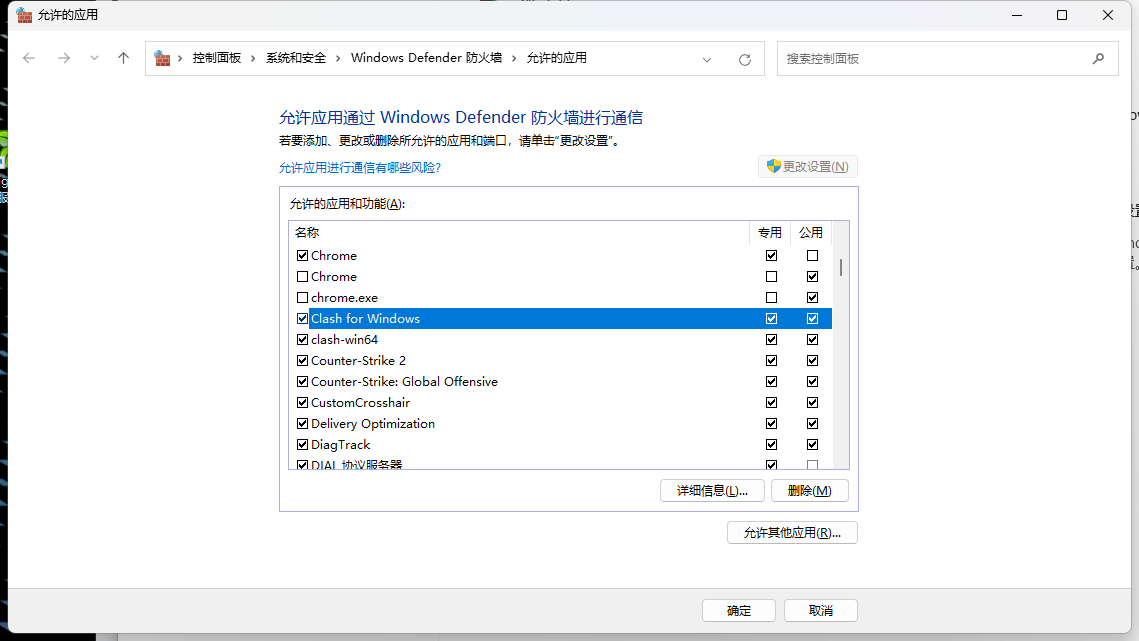 允许的应用
控制面板 › 系统和安全 › Windows Defender 防火墙 › 允许的应用
搜索控制面板
允许应用通过 Windows Defender 防火墙进行通信
若要添加、更改或删除所允许的应用和端口，请单击“更改设置”。
允许应用进行通信有哪些风险?
更改设置(N)
允许的应用和功能(A):
名称 专用 公用
Chrome
Chrome
chrome.exe
Clash for Windows
clash-win64
Counter-Strike 2
Counter-Strike: Global Offensive
CustomCrosshair
Delivery Optimization
DiagTrack
DIAL 协议服务器
详细信息(L)... 删除(M)
允许其他应用(R)...
确定 取消